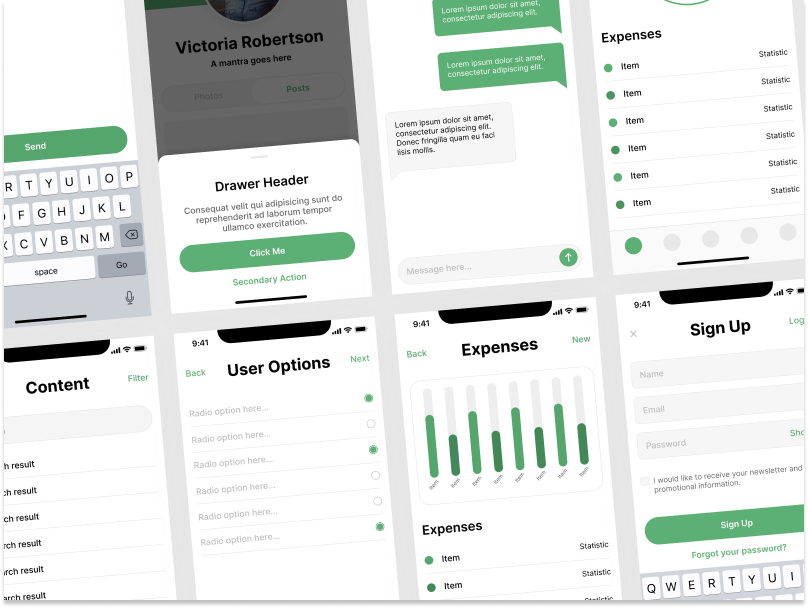 Send
R T Y U I O P
F G H J K L
X C V B N M
space
Go
Victoria Robertson
A mantra goes here
Photos
Posts
Drawer Header
Consequat velit qui adipisicing sunt do
reprehenderit ad laborum tempor
ullamco exercitation.
Click Me
Secondary Action
Lorem ipsum dolor sit amet,
consectetur adipiscing elit.
Lorem ipsum dolor sit amet,
consectetur adipiscing elit.
Lorem ipsum dolor sit amet,
consectetur adipiscing elit.
Donec fringilla quam eu faci
lisis mollis.
Message here...
Expenses
Item Statistic
Item Statistic
Item Statistic
Item Statistic
Item Statistic
Item Statistic
Content
Filter
rch result
rch result
rch result
arch result
arch result
9:41
Back
User Options
Next
Radio option here...
Radio option here...
Radio option here...
Radio option here...
Radio option here...
Radio option here...
9:41
Back
Expenses
New
Item Item Item Item Item Item Item Item
Expenses
Item Statistic
Item Statistic
Statistic
9:41
Sign Up
Log
Name
Email
Password
Sho
I would like to receive your newsletter and
promotional information.
Sign Up
Forgot your password?
Q W E R T Y U I